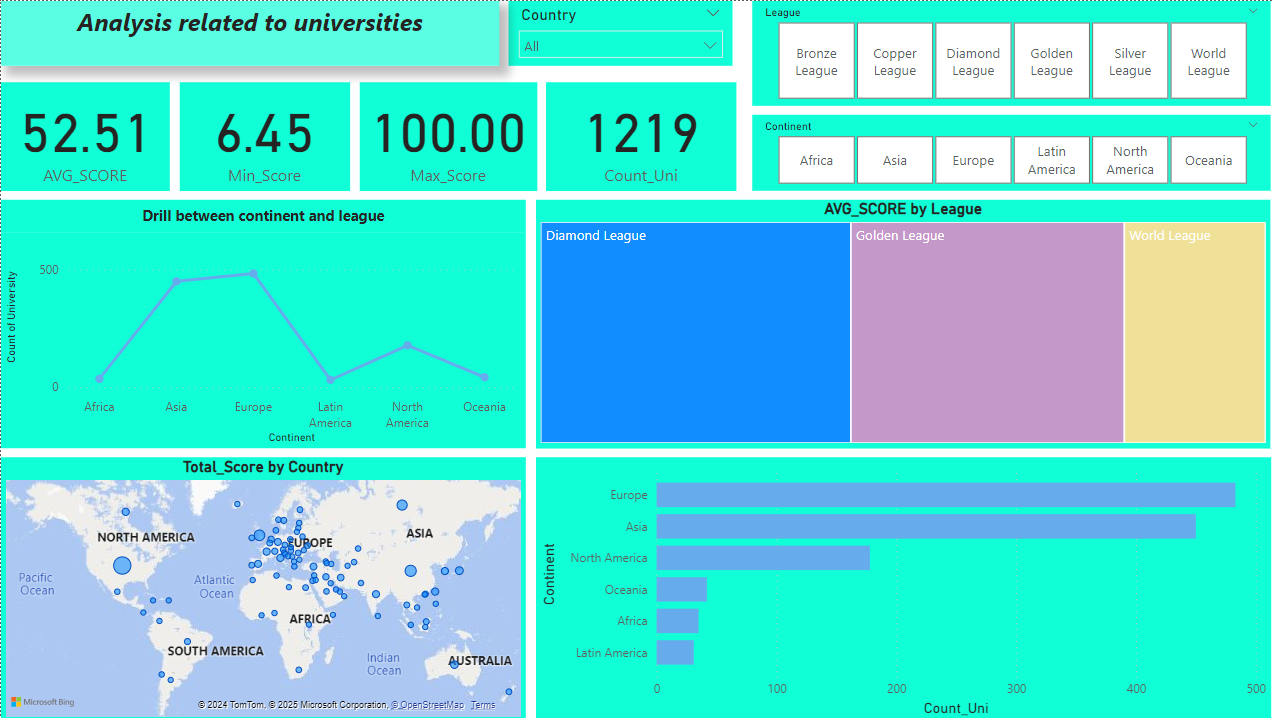 Analysis related to universities
Country
All
League
Bronze
League
Copper
League
Diamond
League
Golden
League
Silver
League
World
League
52.51
AVG_SCORE
6.45
Min_Score
100.00
Max_Score
1219
Count_Uni
Continent
Africa
Asia
Europe
Latin
America
North
America
Oceania
Drill between continent and league
Count of University
500
0
Africa
Asia
Europe
Latin
America
North
America
Oceania
Continent
AVG_SCORE by League
Diamond League
Golden League
World League
Total_Score by Country
NORTH AMERICA
EUROPE
ASIA
Pacific
Ocean
Atlantic
Ocean
AFRICA
SOUTH AMERICA
Indian
Ocean
AUSTRALIA
Microsoft Bing
© 2024 TomTom, © 2025 Microsoft Corporation, © OpenStreetMap Terms
Continent
Europe
Asia
North America
Oceania
Africa
Latin America
0 100 200 300 400 500
Count_Uni